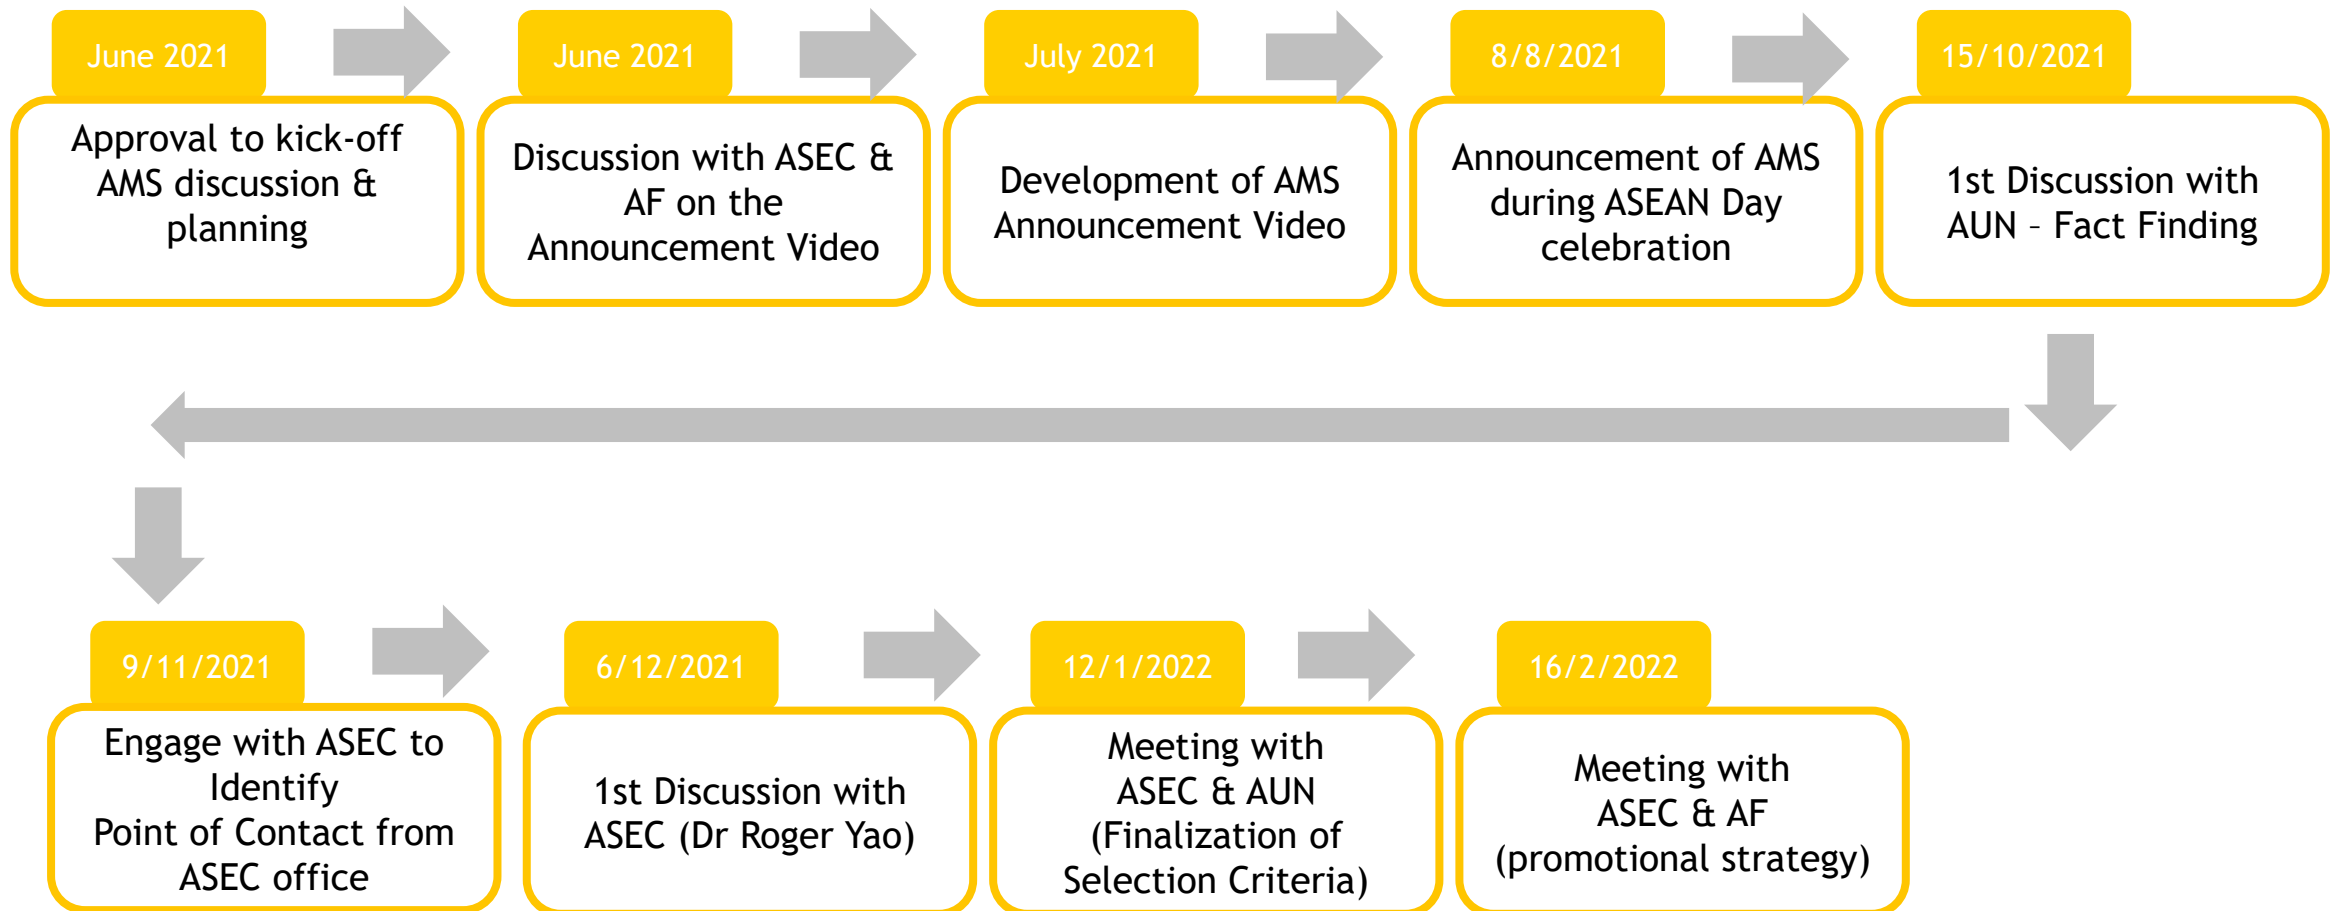 June 2021
Approval to kick-off
AMS discussion &
planning
June 2021
Discussion with ASEC &
AF on the
Announcement Video
July 2021
Development of AMS
Announcement Video
8/8/2021
Announcement of AMS
during ASEAN Day
celebration
15/10/2021
1st Discussion with
AUN – Fact Finding
9/11/2021
Engage with ASEC to
Identify
Point of Contact from
ASEC office
6/12/2021
1st Discussion with
ASEC (Dr Roger Yao)
12/1/2022
Meeting with
ASEC & AUN
(Finalization of
Selection Criteria)
16/2/2022
Meeting with
ASEC & AF
(promotional strategy)